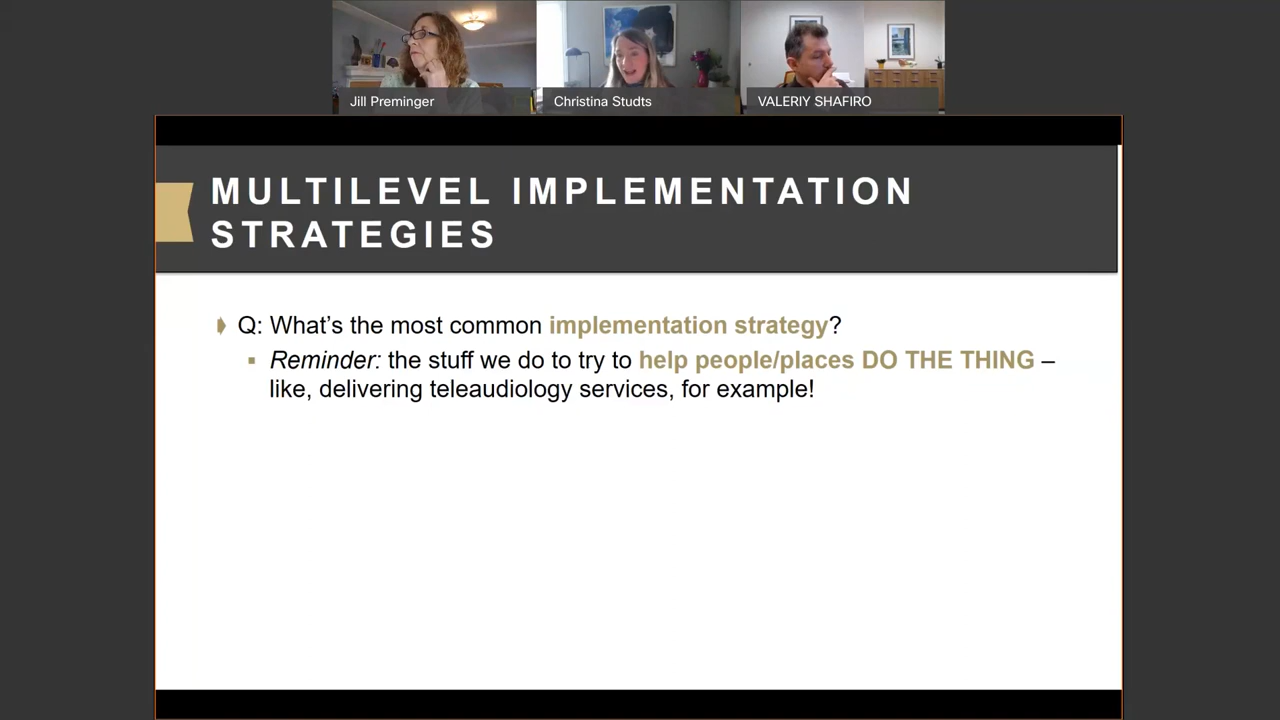 Jill Preminger
Christina Studts
VALERIY SHAFIRO
MULTILEVEL IMPLEMENTATION
STRATEGIES
Q: What’s the most common implementation strategy?
Reminder: the stuff we do to try to help people/places DO THE THING –
like, delivering teleaudiology services, for example!